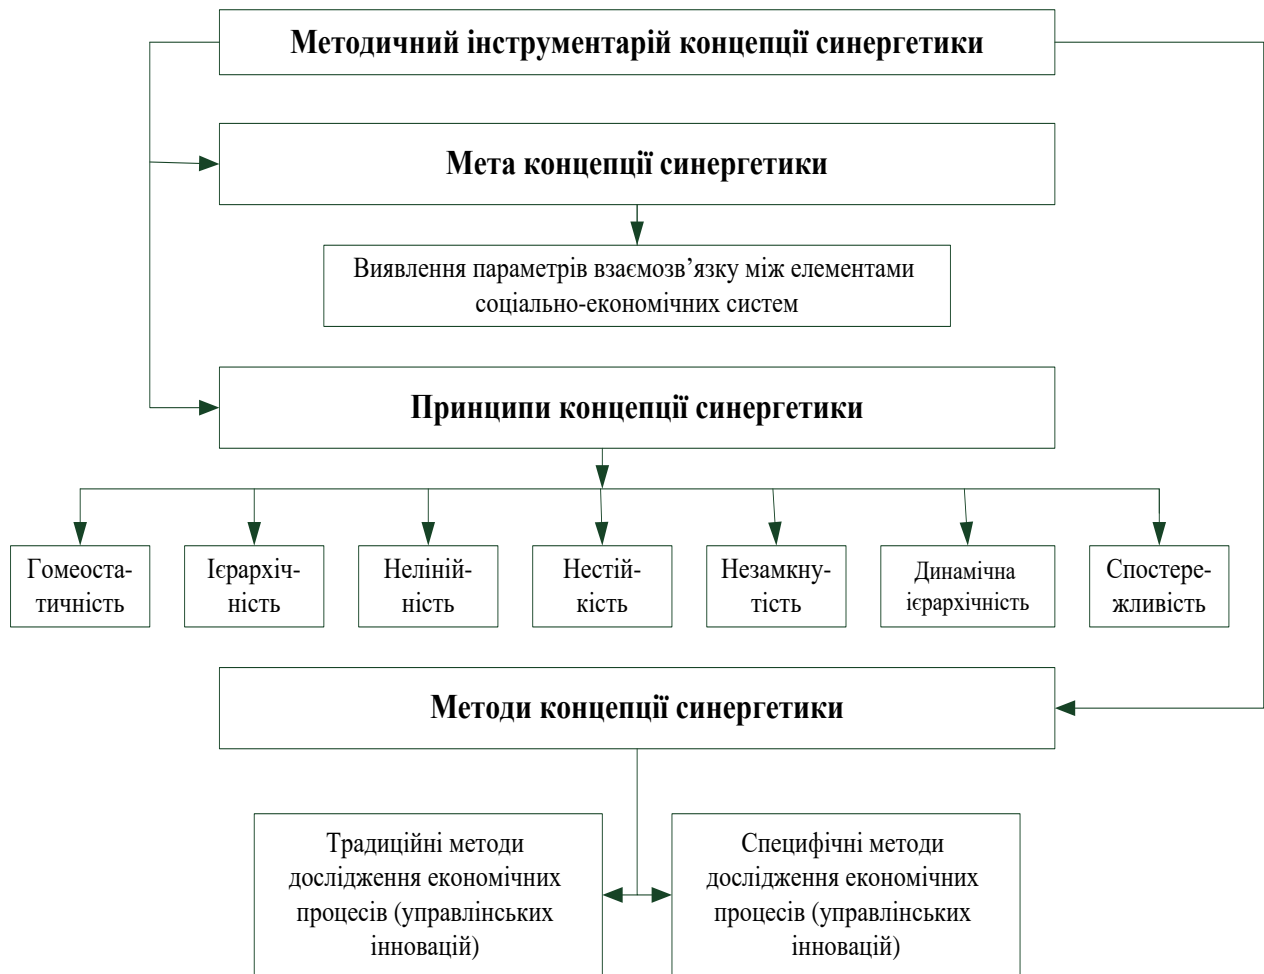 Методичний інструментарій концепції синергетики
Мета концепції синергетики
Виявлення параметрів взаємозв’язку між елементами
соціально-економічних систем
Принципи концепції синергетики
Гомеоста-
тичність
Ієрархіч-
ність
Неліній-
ність
Нестій-
кість
Незамкну-
тість
Динамічна
ієрархічність
Спостере-
жливість
Методи концепції синергетики
Традиційні методи
дослідження економічних
процесів (управлінських
інновацій)
Специфічні методи
дослідження економічних
процесів (управлінських
інновацій)